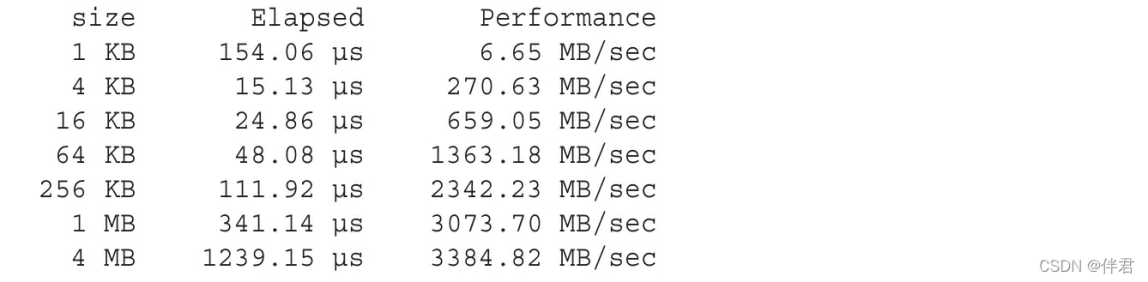 size Elapsed Performance
1 KB 154.06 µs 6.65 MB/sec
4 KB 15.13 µs 270.63 MB/sec
16 KB 24.86 µs 659.05 MB/sec
64 KB 48.08 µs 1363.18 MB/sec
256 KB 111.92 µs 2342.23 MB/sec
1 MB 341.14 µs 3073.70 MB/sec
4 MB 1239.15 µs 3384.82 MB/sec
CSDN @伴君